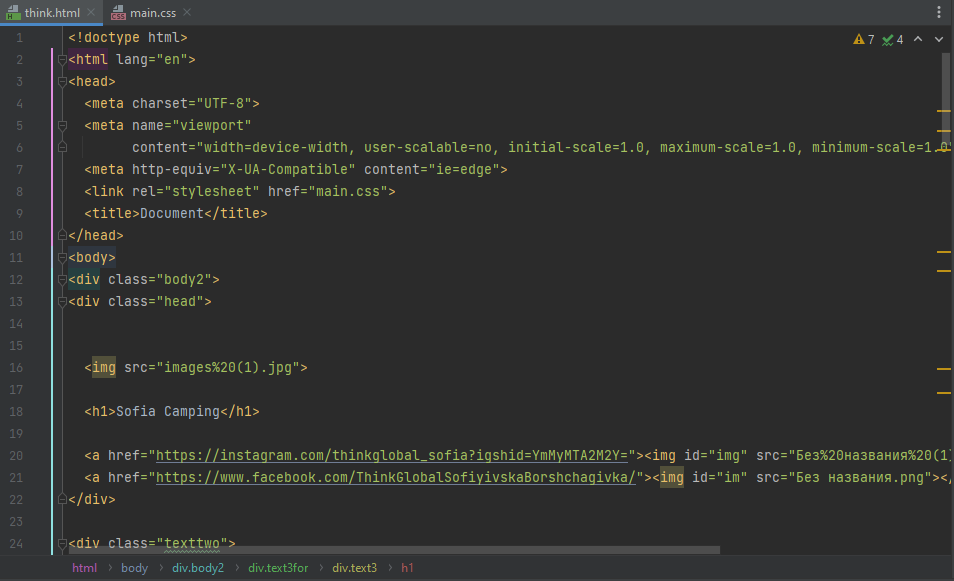 think.html main.css
7 4
1 <!doctype html>
2 <html lang="en">
3 <head>
4 <meta charset="UTF-8">
5 <meta name="viewport"
6 content="width=device-width, user-scalable=no, initial-scale=1.0, maximum-scale=1.0, minimum-scale=1.0
7 <meta http-equiv="X-UA-Compatible" content="ie=edge">
8 <link rel="stylesheet" href="main.css">
9 <title>Document</title>
10 </head>
11 <body>
12 <div class="body2">
13 <div class="head">
14
15
16 <img src="images%20(1).jpg">
17
18 <h1>Sofia Camping</h1>
19
20 <a href="https://instagram.com/thinkglobal_sofia?igshid=YmMyMTA2M2Y="><img id="img" src="Без%20названия%20(1)
21 <a href="https://www.facebook.com/ThinkGlobalSofiyivskaBorshchagivka/"><img id="im" src="Без названия.png"></
22 </div>
23
24 <div class="texttwo">
html body div.body2 div.text3for div.text3 h1